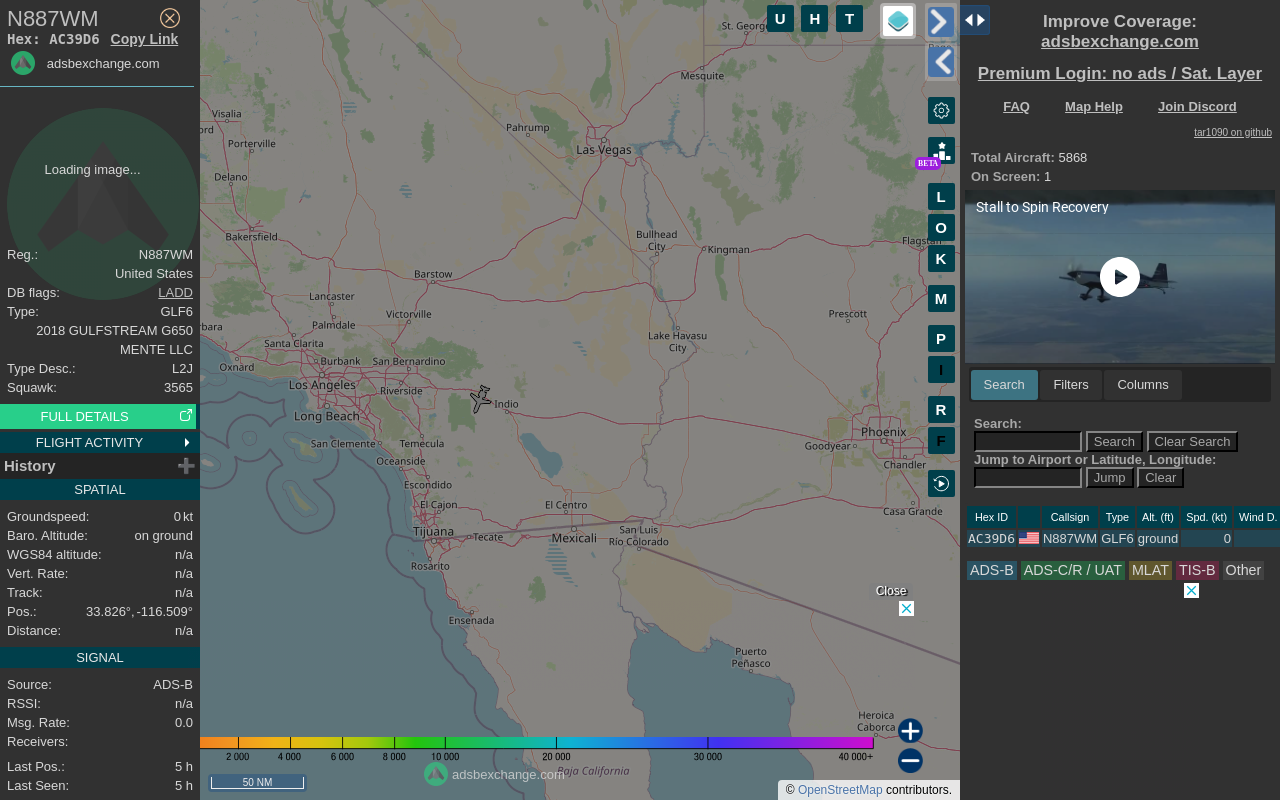 N887WM
Hex: AC39D6 Copy Link
adsbexchange.com
Loading image...
Reg.: N887WM
United States
DB flags: LADD
Type: GLF6
2018 GULFSTREAM G650
MENTE LLC
Type Desc.: L2J
Squawk: 3565
FULL DETAILS
FLIGHT ACTIVITY
History
SPATIAL
Groundspeed: 0 kt
Baro. Altitude: on ground
WGS84 altitude: n/a
Vert. Rate: n/a
Track: n/a
Pos.: 33.826°, -116.509°
Distance: n/a
SIGNAL
Source: ADS-B
RSSI: n/a
Msg. Rate: 0.0
Receivers:
Last Pos.: 5 h
Last Seen: 5 h
U H T
St. George
Mesquite
Visalia
ord
Porterville
Delano
Pahrump
Las Vegas
Bakersfield
Bullhead
City
Kingman
Flags
Barstow
Lancaster
Palmdale
Victorville
Prescott
bara
Santa Clarita
Lake Havasu
City
Oxnard
Burbank
San Bernardino
Los Angeles
Riverside
Long Beach
Indio
San Clemente
Temecula
Phoenix
Goodyear
Oceanside
Chandler
Escondido
El Cajon
El Centro
Casa Grande
Tijuana
Tecate
Mexicali
San Luis
Río Colorado
Rosarito
Ensenada
Puerto
Peñasco
Heroica
Caborca
Baja California
BETA
L
O
K
M
P
I
R
F
Close
2 000 4 000 6 000 8 000 10 000 20 000 30 000 40 000+
adsbexchange.com
50 NM
© OpenStreetMap contributors.
Improve Coverage:
adsbexchange.com
Premium Login: no ads / Sat. Layer
FAQ Map Help Join Discord
tar1090 on github
Total Aircraft: 5868
On Screen: 1
Stall to Spin Recovery
Search Filters Columns
Search:
Search Clear Search
Jump to Airport or Latitude, Longitude:
Jump Clear
Hex ID Callsign Type Alt. (ft) Spd. (kt) Wind D.
AC39D6 N887WM GLF6 ground 0
ADS-B ADS-C/R / UAT MLAT TIS-B Other